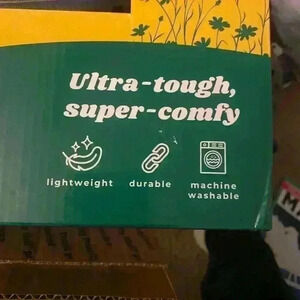 Ultra-tough,
super-comfy
lightweight durable machine
washable